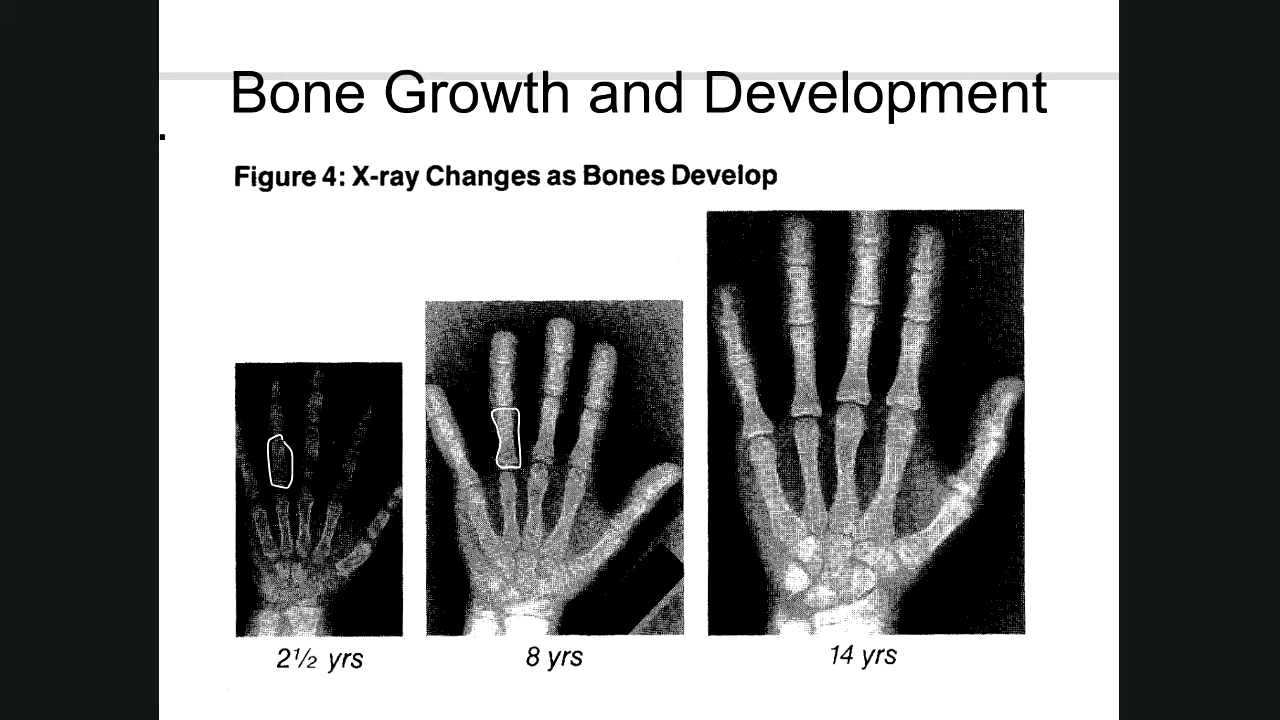 Bone Growth and Development
.
Figure 4: X-ray Changes as Bones Develop
2½ yrs
8 yrs
14 yrs